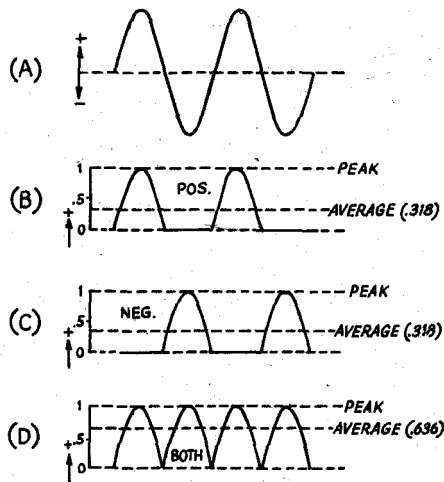 (A)
+
−
(B)
1
.5
+
0
POS.
PEAK
AVERAGE (.318)
(C)
1
.5
+
0
NEG.
PEAK
AVERAGE (.318)
(D)
1
.5
+
0
BOTH
PEAK
AVERAGE (.636)